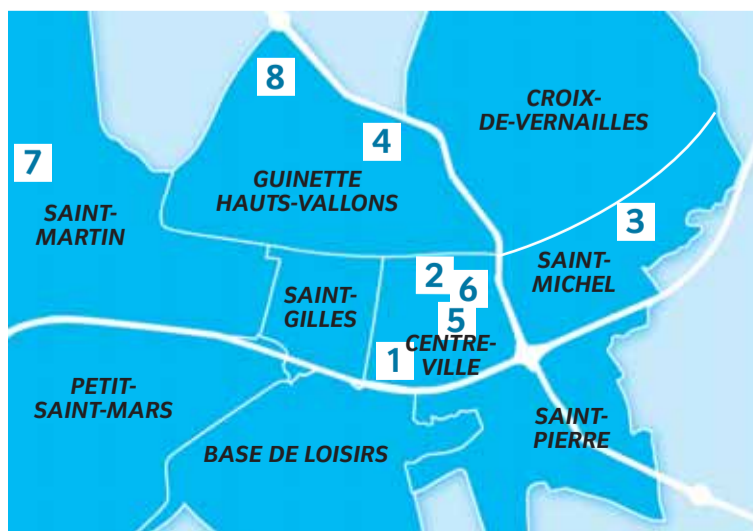 8
CROIX-
DE-VERNAILLES
4
7
GUINETTE
HAUTS-VALLONS
SAINT-
MARTIN
3
2
SAINT-
MICHEL
6
SAINT-
GILLES
5
1
CENTRE-
VILLE
PETIT-
SAINT-MARS
SAINT-
PIERRE
BASE DE LOISIRS